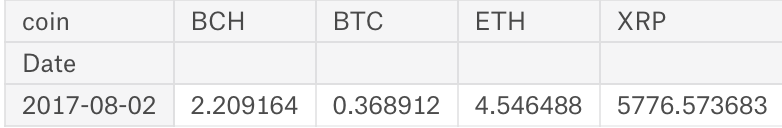 coin BCH BTC ETH XRP
Date
2017-08-02 2.209164 0.368912 4.546488 5776.573683